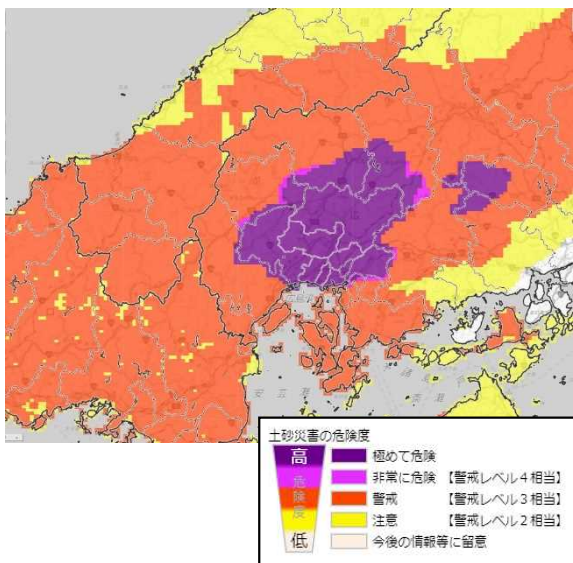 土砂災害の危険度
高
危険度
低
極めて危険
非常に危険 【警戒レベル4相当】
警戒 【警戒レベル3相当】
注意 【警戒レベル2相当】
今後の情報等に留意